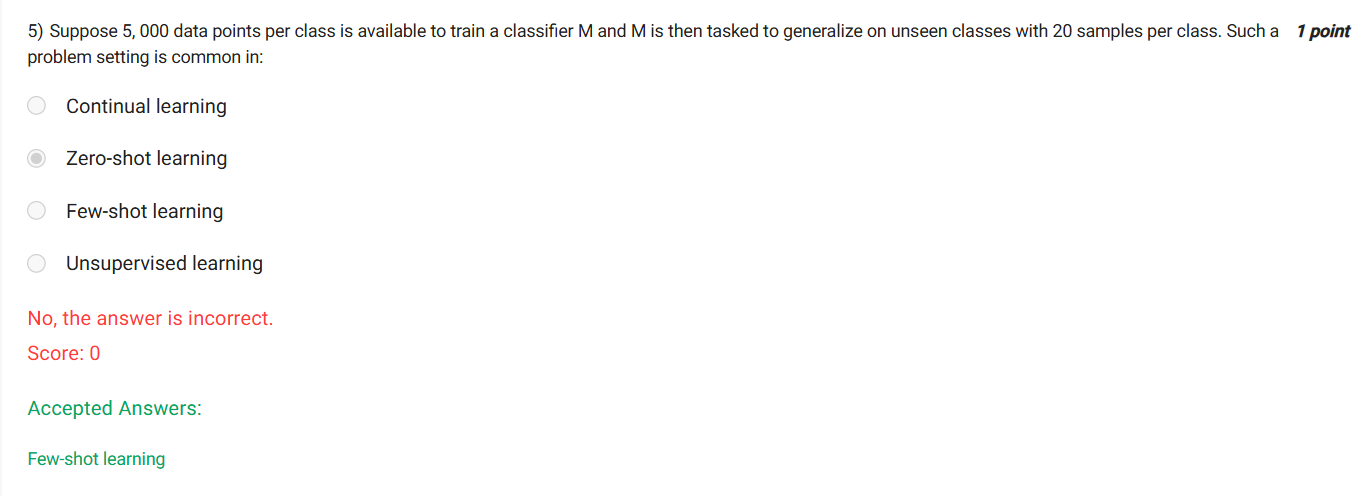 5) Suppose 5, 000 data points per class is available to train a classifier M and M is then tasked to generalize on unseen classes with 20 samples per class. Such a 1 point
problem setting is common in:
Continual learning
Zero-shot learning
Few-shot learning
Unsupervised learning
No, the answer is incorrect.
Score: 0
Accepted Answers:
Few-shot learning